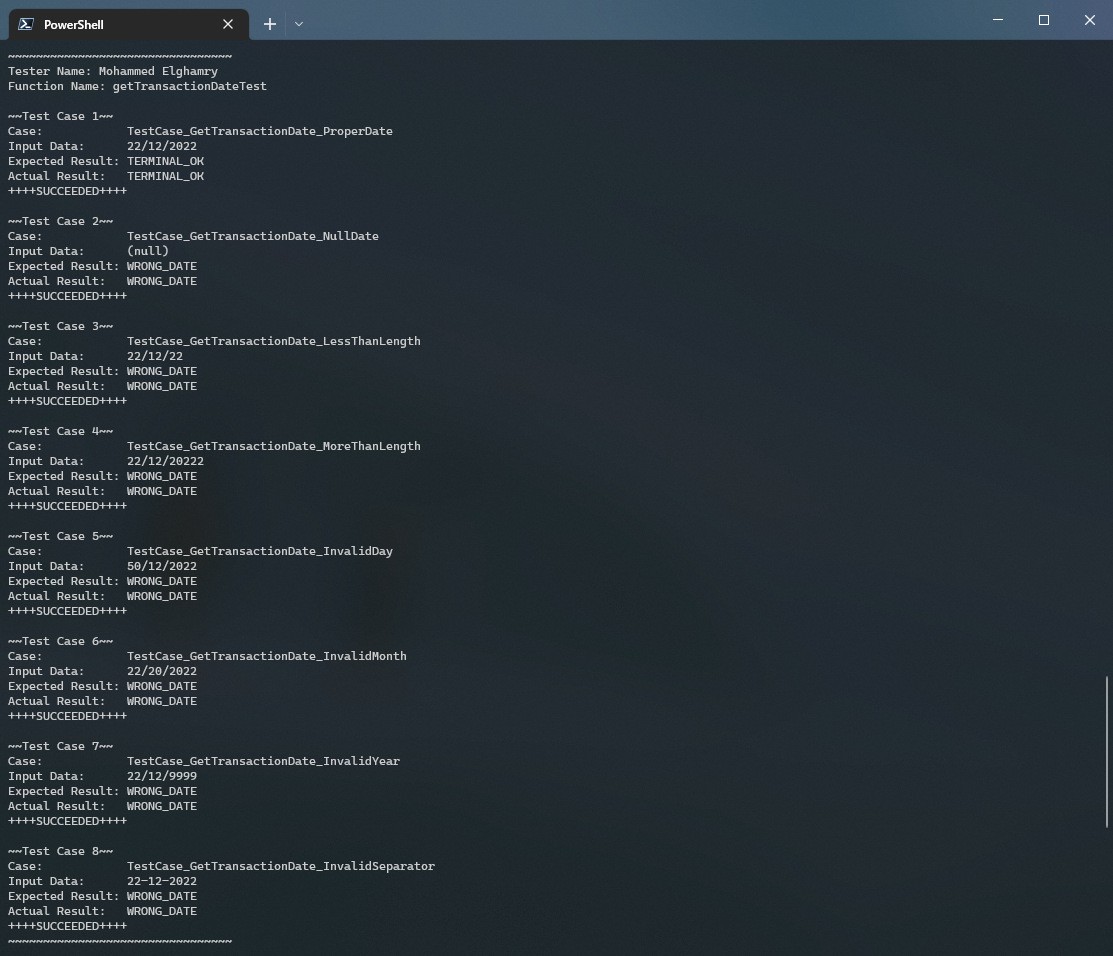 PowerShell
~~~~~~~~~~~~~~~~~~~~~~~~~~~~~~~~
Tester Name: Mohammed Elghamry
Function Name: getTransactionDateTest
~~Test Case 1~~
Case:            TestCase_GetTransactionDate_ProperDate
Input Data:      22/12/2022
Expected Result: TERMINAL_OK
Actual Result:   TERMINAL_OK
++++SUCCEEDED++++
~~Test Case 2~~
Case:            TestCase_GetTransactionDate_NullDate
Input Data:      (null)
Expected Result: WRONG_DATE
Actual Result:   WRONG_DATE
++++SUCCEEDED++++
~~Test Case 3~~
Case:            TestCase_GetTransactionDate_LessThanLength
Input Data:      22/12/22
Expected Result: WRONG_DATE
Actual Result:   WRONG_DATE
++++SUCCEEDED++++
~~Test Case 4~~
Case:            TestCase_GetTransactionDate_MoreThanLength
Input Data:      22/12/20222
Expected Result: WRONG_DATE
Actual Result:   WRONG_DATE
++++SUCCEEDED++++
~~Test Case 5~~
Case:            TestCase_GetTransactionDate_InvalidDay
Input Data:      50/12/2022
Expected Result: WRONG_DATE
Actual Result:   WRONG_DATE
++++SUCCEEDED++++
~~Test Case 6~~
Case:            TestCase_GetTransactionDate_InvalidMonth
Input Data:      22/20/2022
Expected Result: WRONG_DATE
Actual Result:   WRONG_DATE
++++SUCCEEDED++++
~~Test Case 7~~
Case:            TestCase_GetTransactionDate_InvalidYear
Input Data:      22/12/9999
Expected Result: WRONG_DATE
Actual Result:   WRONG_DATE
++++SUCCEEDED++++
~~Test Case 8~~
Case:            TestCase_GetTransactionDate_InvalidSeparator
Input Data:      22-12-2022
Expected Result: WRONG_DATE
Actual Result:   WRONG_DATE
++++SUCCEEDED++++
~~~~~~~~~~~~~~~~~~~~~~~~~~~~~~~~